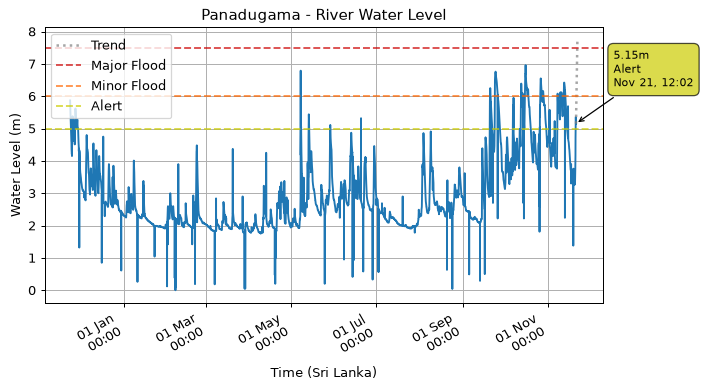 Panadugama - River Water Level
8
7
6
5
4
3
2
1
0
Water Level (m)
Trend
Major Flood
Minor Flood
Alert
5.15m
Alert
Nov 21, 12:02
01 Jan
00:00
01 Mar
00:00
01 May
00:00
01 Jul
00:00
01 Sep
00:00
01 Nov
00:00
Time (Sri Lanka)